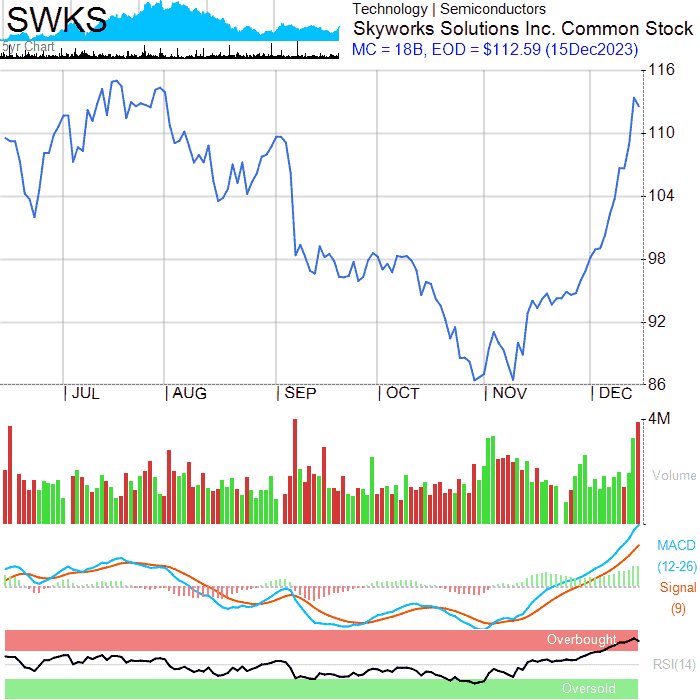 SWKS
5yr Chart
Technology | Semiconductors
Skyworks Solutions Inc. Common Stock
MC = 18B, EOD = $112.59 (15Dec2023)
116
110
104
98
92
86
| JUL | AUG | SEP | OCT | NOV | DEC
4M
Volume
MACD
(12-26)
Signal
(9)
Overbought
RSI(14)
Oversold